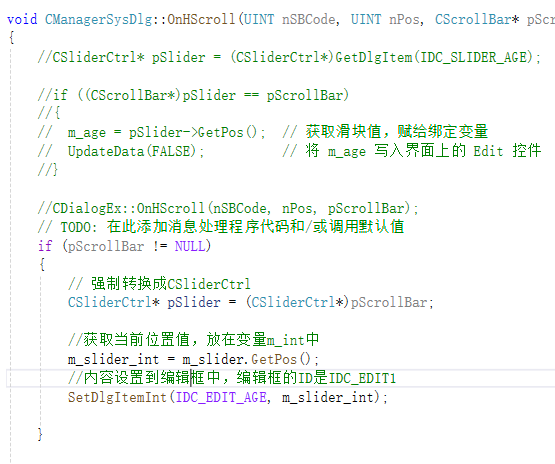 void CManagerSysDlg::OnHScroll(UINT nSBCode, UINT nPos, CScrollBar* pScro
{
//CSliderCtrl* pSlider = (CSliderCtrl*)GetDlgItem(IDC_SLIDER_AGE);
//if ((CScrollBar*)pSlider == pScrollBar)
//{
// m_age = pSlider->GetPos(); // 获取滑块值，赋给绑定变量
// UpdateData(FALSE); // 将 m_age 写入界面上的 Edit 控件
//}
//CDialogEx::OnHScroll(nSBCode, nPos, pScrollBar);
// TODO: 在此添加消息处理程序代码和/或调用默认值
if (pScrollBar != NULL)
{
// 强制转换成CSliderCtrl
CSliderCtrl* pSlider = (CSliderCtrl*)pScrollBar;
//获取当前位置值，放在变量m_int中
m_slider_int = m_slider.GetPos();
//内容设置到编辑框中，编辑框的ID是IDC_EDIT1
SetDlgItemInt(IDC_EDIT_AGE, m_slider_int);
}